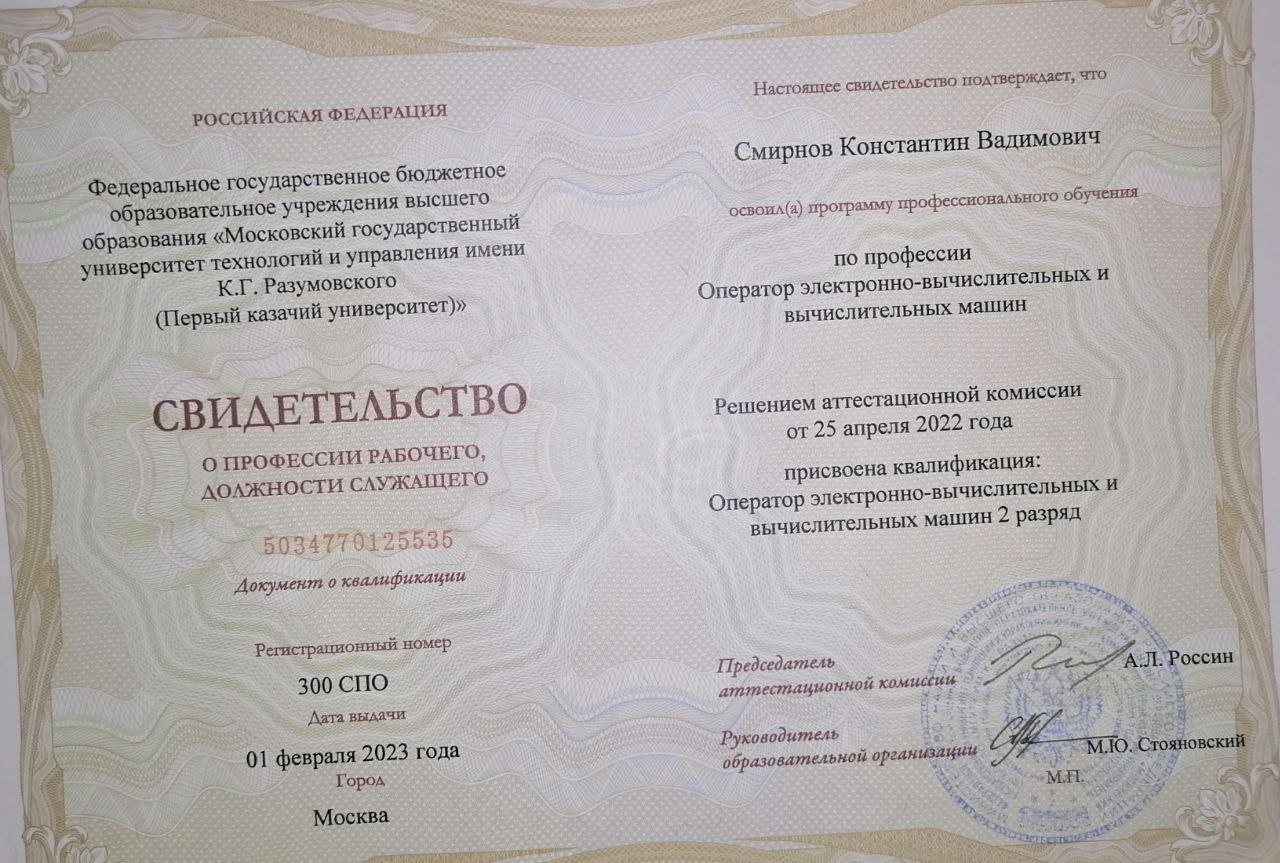 РОССИЙСКАЯ ФЕДЕРАЦИЯ
Федеральное государственное бюджетное
образовательное учреждения высшего
образования «Московский государственный
университет технологий и управления имени
К.Г. Разумовского
(Первый казачий университет)»
СВИДЕТЕЛЬСТВО
О ПРОФЕССИИ РАБОЧЕГО,
ДОЛЖНОСТИ СЛУЖАЩЕГО
5034770125535
Документ о квалификации
Регистрационный номер
300 СПО
Дата выдачи
01 февраля 2023 года
Город
Москва
Настоящее свидетельство подтверждает, что
Смирнов Константин Вадимович
освоил(а) программу профессионального обучения
по профессии
Оператор электронно-вычислительных и
вычислительных машин
Решением аттестационной комиссии
от 25 апреля 2022 года
присвоена квалификация:
Оператор электронно-вычислительных и
вычислительных машин 2 разряд
Председатель
аттестационной комиссии
А.Л. Россин
Руководитель
образовательной организации
М.Ю. Стояновский
М.П.